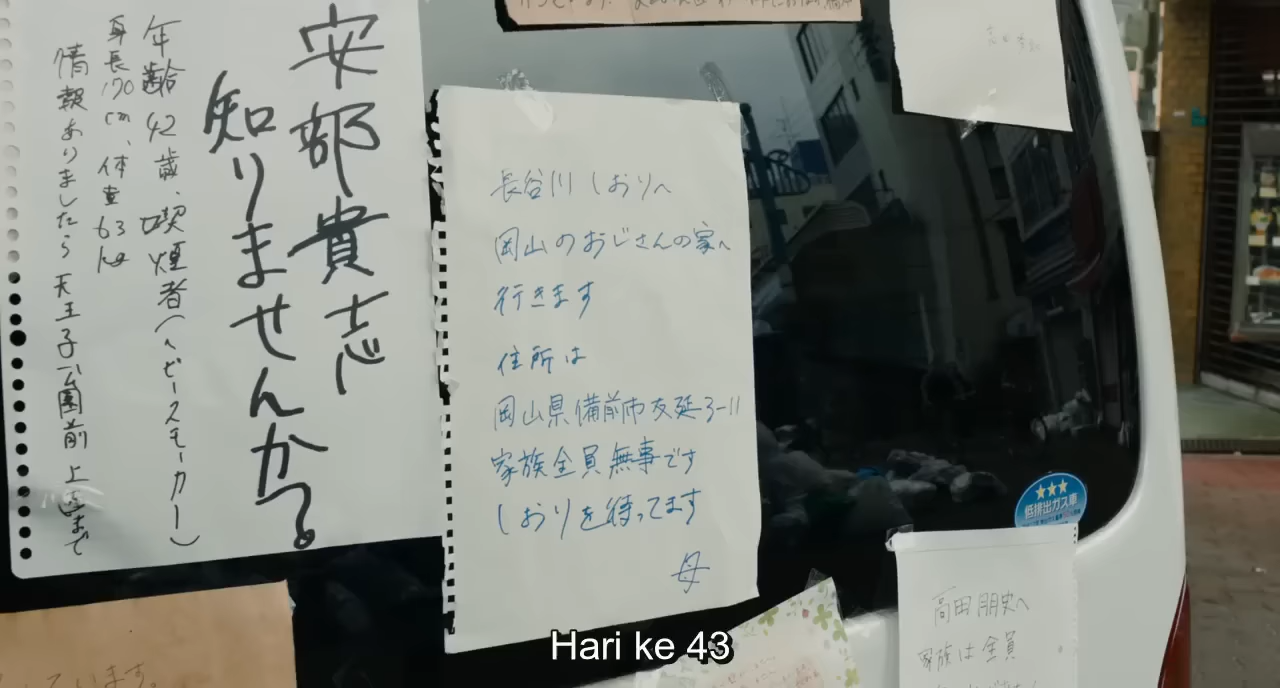 安部貴志
知りませんか?
年齢42歳、喫煙者(ヘビースモーカー)
身長170cm、体重63kg
情報ありましたら天王子公園前 上迄まで
長谷川しおりへ
岡山のおじさんの家へ
行きます
住所は
岡山県備前市友延3-11
家族全員無事です
しおりを待ってます
母
低排出ガス車
高田朋史へ
家族は全員
います。
Hari ke 43